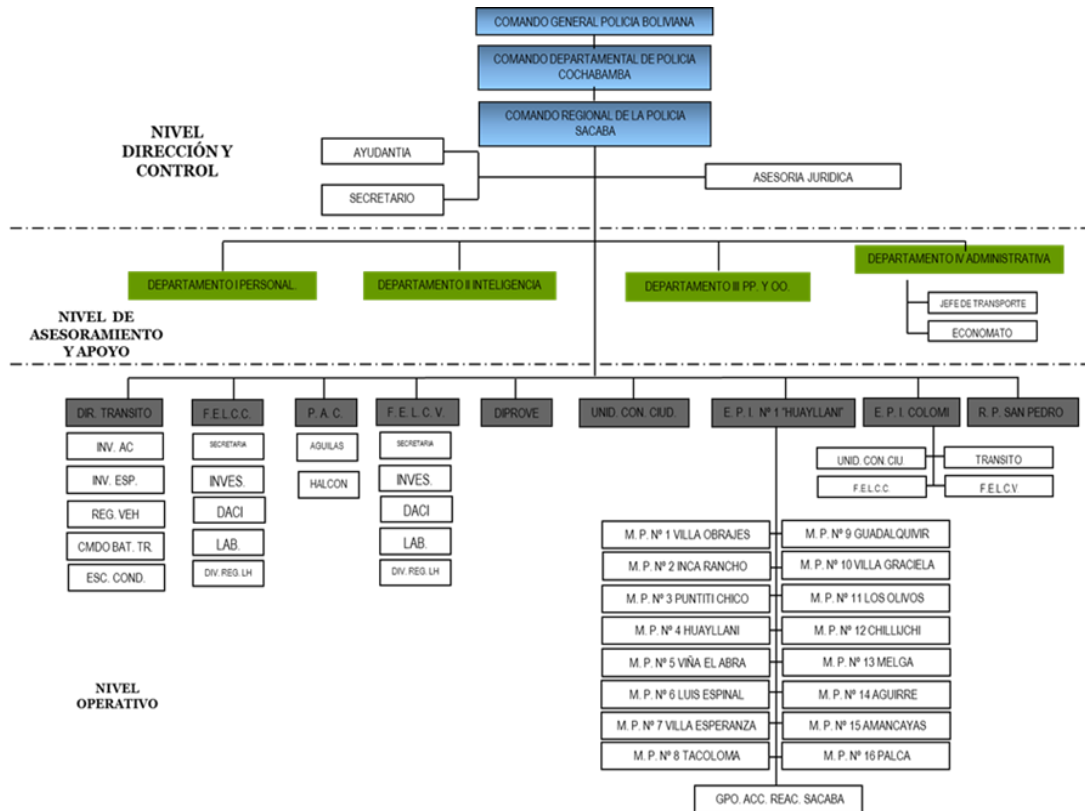 COMANDO GENERAL POLICIA BOLIVIANA
COMANDO DEPARTAMENTAL DE POLICIA
COCHABAMBA
COMANDO REGIONAL DE LA POLICIA
SACABA
NIVEL
DIRECCIÓN Y
CONTROL
AYUDANTIA
SECRETARIO
ASESORIA JURIDICA
DEPARTAMENTO I PERSONAL.
DEPARTAMENTO II INTELIGENCIA
DEPARTAMENTO III PP. Y OO.
DEPARTAMENTO IV ADMINISTRATIVA
JEFE DE TRANSPORTE
ECONOMATO
NIVEL DE
ASESORAMIENTO
Y APOYO
DIR. TRANSITO
F.E.L.C.C.
P. A. C.
F. E. L. C. V.
DIPROVE
UNID. CON. CIUD.
E. P. I. Nº 1 "HUAYLLANI"
E. P. I. COLOMI
R. P. SAN PEDRO
INV. AC
INV. ESP.
REG. VEH
CMDO BAT. TR.
ESC. COND.
SECRETARIA
INVES.
DACI
LAB.
DIV. REG. LH
AGUILAS
HALCON
SECRETARIA
INVES.
DACI
LAB.
DIV. REG. LH
UNID. CON. CIU
TRANSITO
F.E.L.C.C.
F.E.L.C.V.
M. P. Nº 1 VILLA OBRAJES
M. P. Nº 9 GUADALQUIVIR
M. P. Nº 2 INCA RANCHO
M. P. Nº 10 VILLA GRACIELA
M. P. Nº 3 PUNTITI CHICO
M. P. Nº 11 LOS OLIVOS
M. P. Nº 4 HUAYLLANI
M. P. Nº 12 CHILLIJCHI
M. P. Nº 5 VIÑA EL ABRA
M. P. Nº 13 MELGA
M. P. Nº 6 LUIS ESPINAL
M. P. Nº 14 AGUIRRE
M. P. Nº 7 VILLA ESPERANZA
M. P. Nº 15 AMANCAYAS
M. P. Nº 8 TACOLOMA
M. P. Nº 16 PALCA
GPO. ACC. REAC. SACABA
NIVEL
OPERATIVO